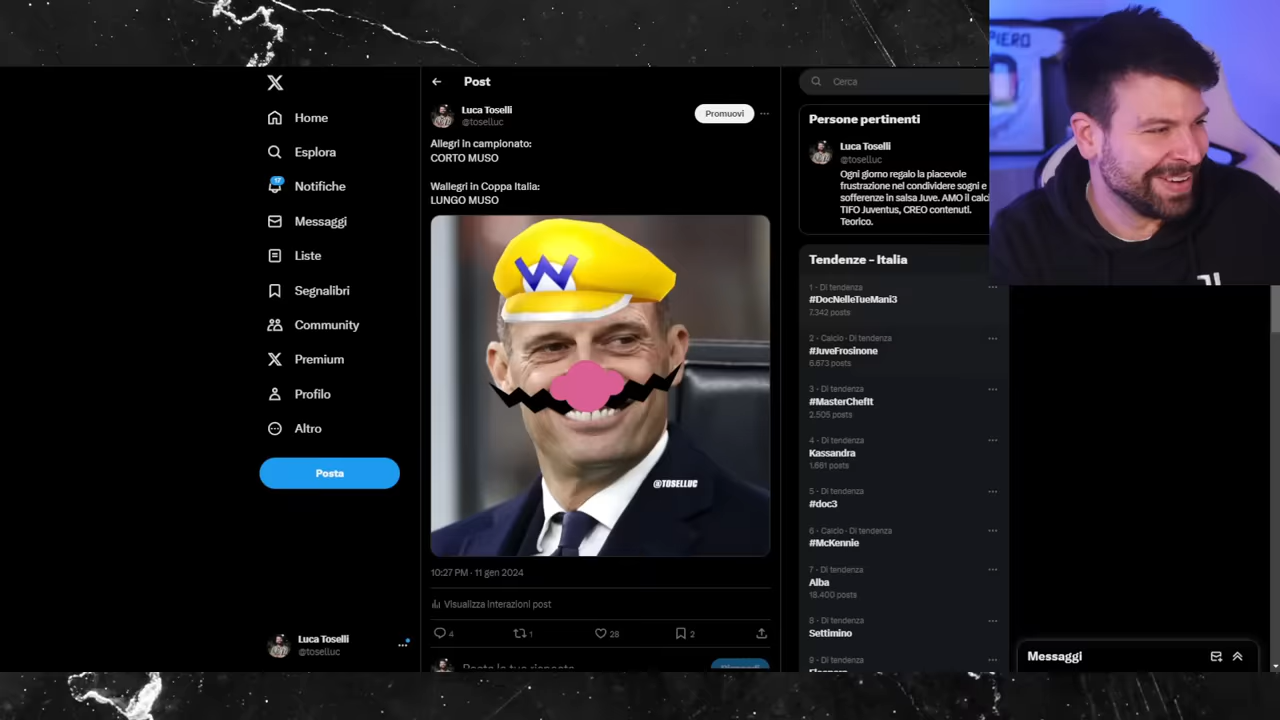 Home
Esplora
17
Notifiche
Messaggi
Liste
Segnalibri
Community
Premium
Profilo
Altro
Posta
Luca Toselli
@toselluc
Post
Luca Toselli
@toselluc
Promuovi
Allegri in campionato:
CORTO MUSO
Wallegri in Coppa Italia:
LUNGO MUSO
W
@TOSELLUC
10:27 PM · 11 gen 2024
Visualizza interazioni post
4
1
28
2
Cerca
Persone pertinenti
Luca Toselli
@toselluc
Ogni giorno regalo la piacevole
frustrazione nel condividere sogni e
sofferenze in salsa Juve. AMO il calci
TIFO Juventus, CREO contenuti.
Teorico.
Tendenze - Italia
1 - Di tendenza
#DocNelleTueMani3
7.342 posts
2 - Calcio · Di tendenza
#JuveFrosinone
6.873 posts
3 - Di tendenza
#MasterChefIt
2.505 posts
4 - Di tendenza
Kassandra
1.661 posts
5 - Di tendenza
#doc3
6 - Calcio · Di tendenza
#McKennie
7 - Di tendenza
Alba
18.400 posts
8 - Di tendenza
Settimino
9 - Di tendenza
PIERO
Messaggi